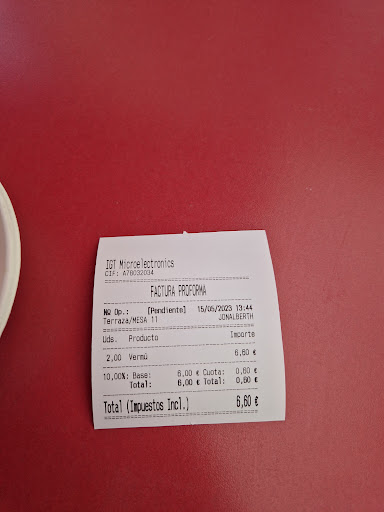 IGT Microelectronics
CIF: A78032034
FACTURA PROFORMA
Nº Op.: [Pendiente] 15/05/2023 13:44
Terraza/MESA 11 JONALBERTH
Uds. Producto Importe
2,00 Vermú 6,60 €
10,00%: Base: 6,00 € Cuota: 0,60 €
Total: 6,00 € Total: 0,60 €
Total (Impuestos Incl.) 6,60 €